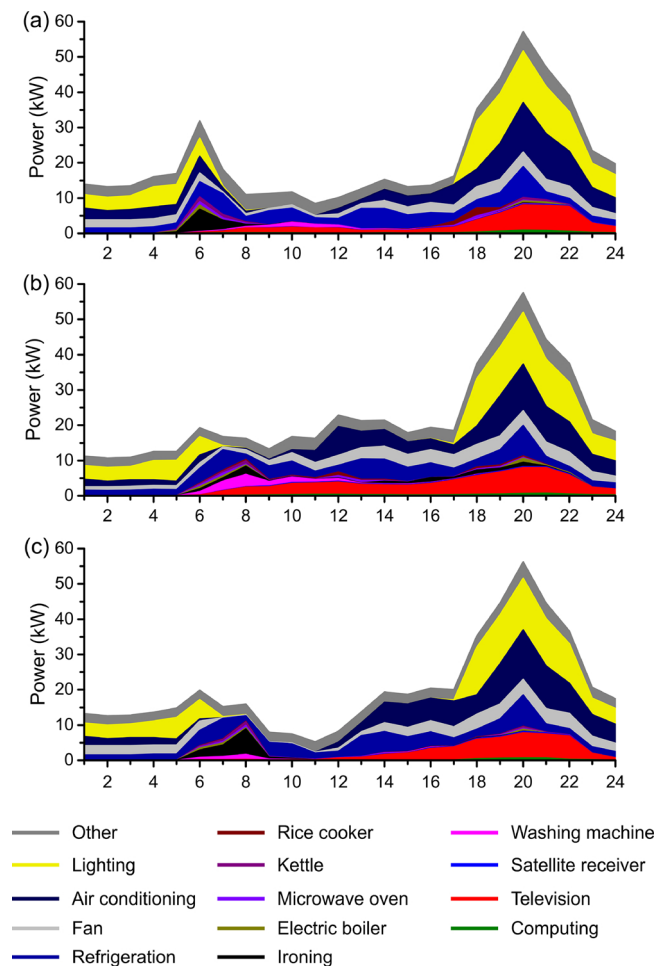 (a)
60
50
40
30
20
10
0
Power (kW)
2 4 6 8 10 12 14 16 18 20 22 24
(b)
60
50
40
30
20
10
0
Power (kW)
2 4 6 8 10 12 14 16 18 20 22 24
(c)
60
50
40
30
20
10
0
Power (kW)
2 4 6 8 10 12 14 16 18 20 22 24
Other Rice cooker Washing machine
Lighting Kettle Satellite receiver
Air conditioning Microwave oven Television
Fan Electric boiler Computing
Refrigeration Ironing